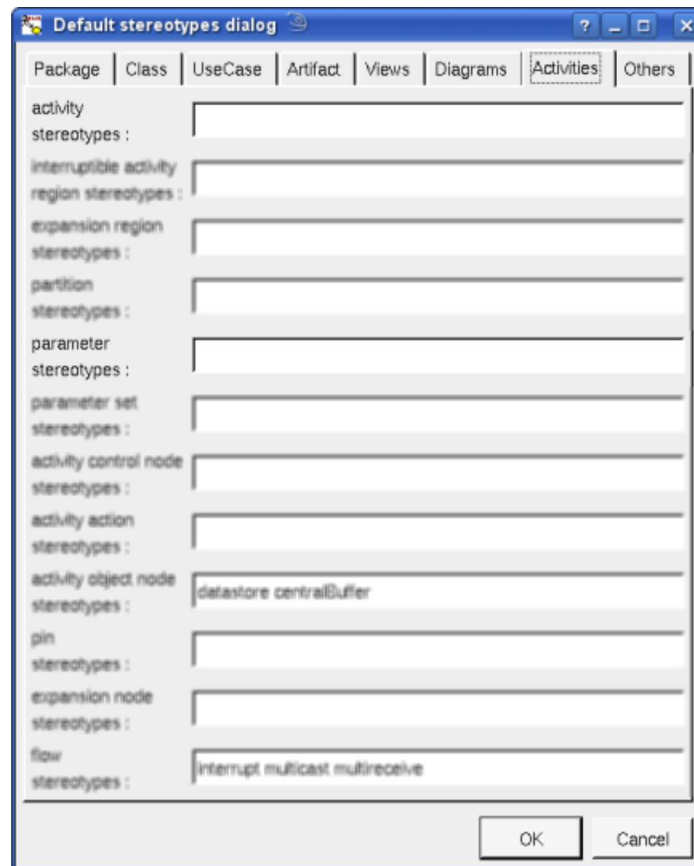 Default stereotypes dialog
Package Class UseCase Artifact Views Diagrams Activities Others
activity
stereotypes :
interruptible activity
region stereotypes :
expansion region
stereotypes :
partition
stereotypes :
parameter
stereotypes :
parameter set
stereotypes :
activity control node
stereotypes :
activity action
stereotypes :
activity object node
stereotypes :
datastore centralBuffer
pin
stereotypes :
expansion node
stereotypes :
flow
stereotypes :
interrupt multicast multireceive
OK Cancel